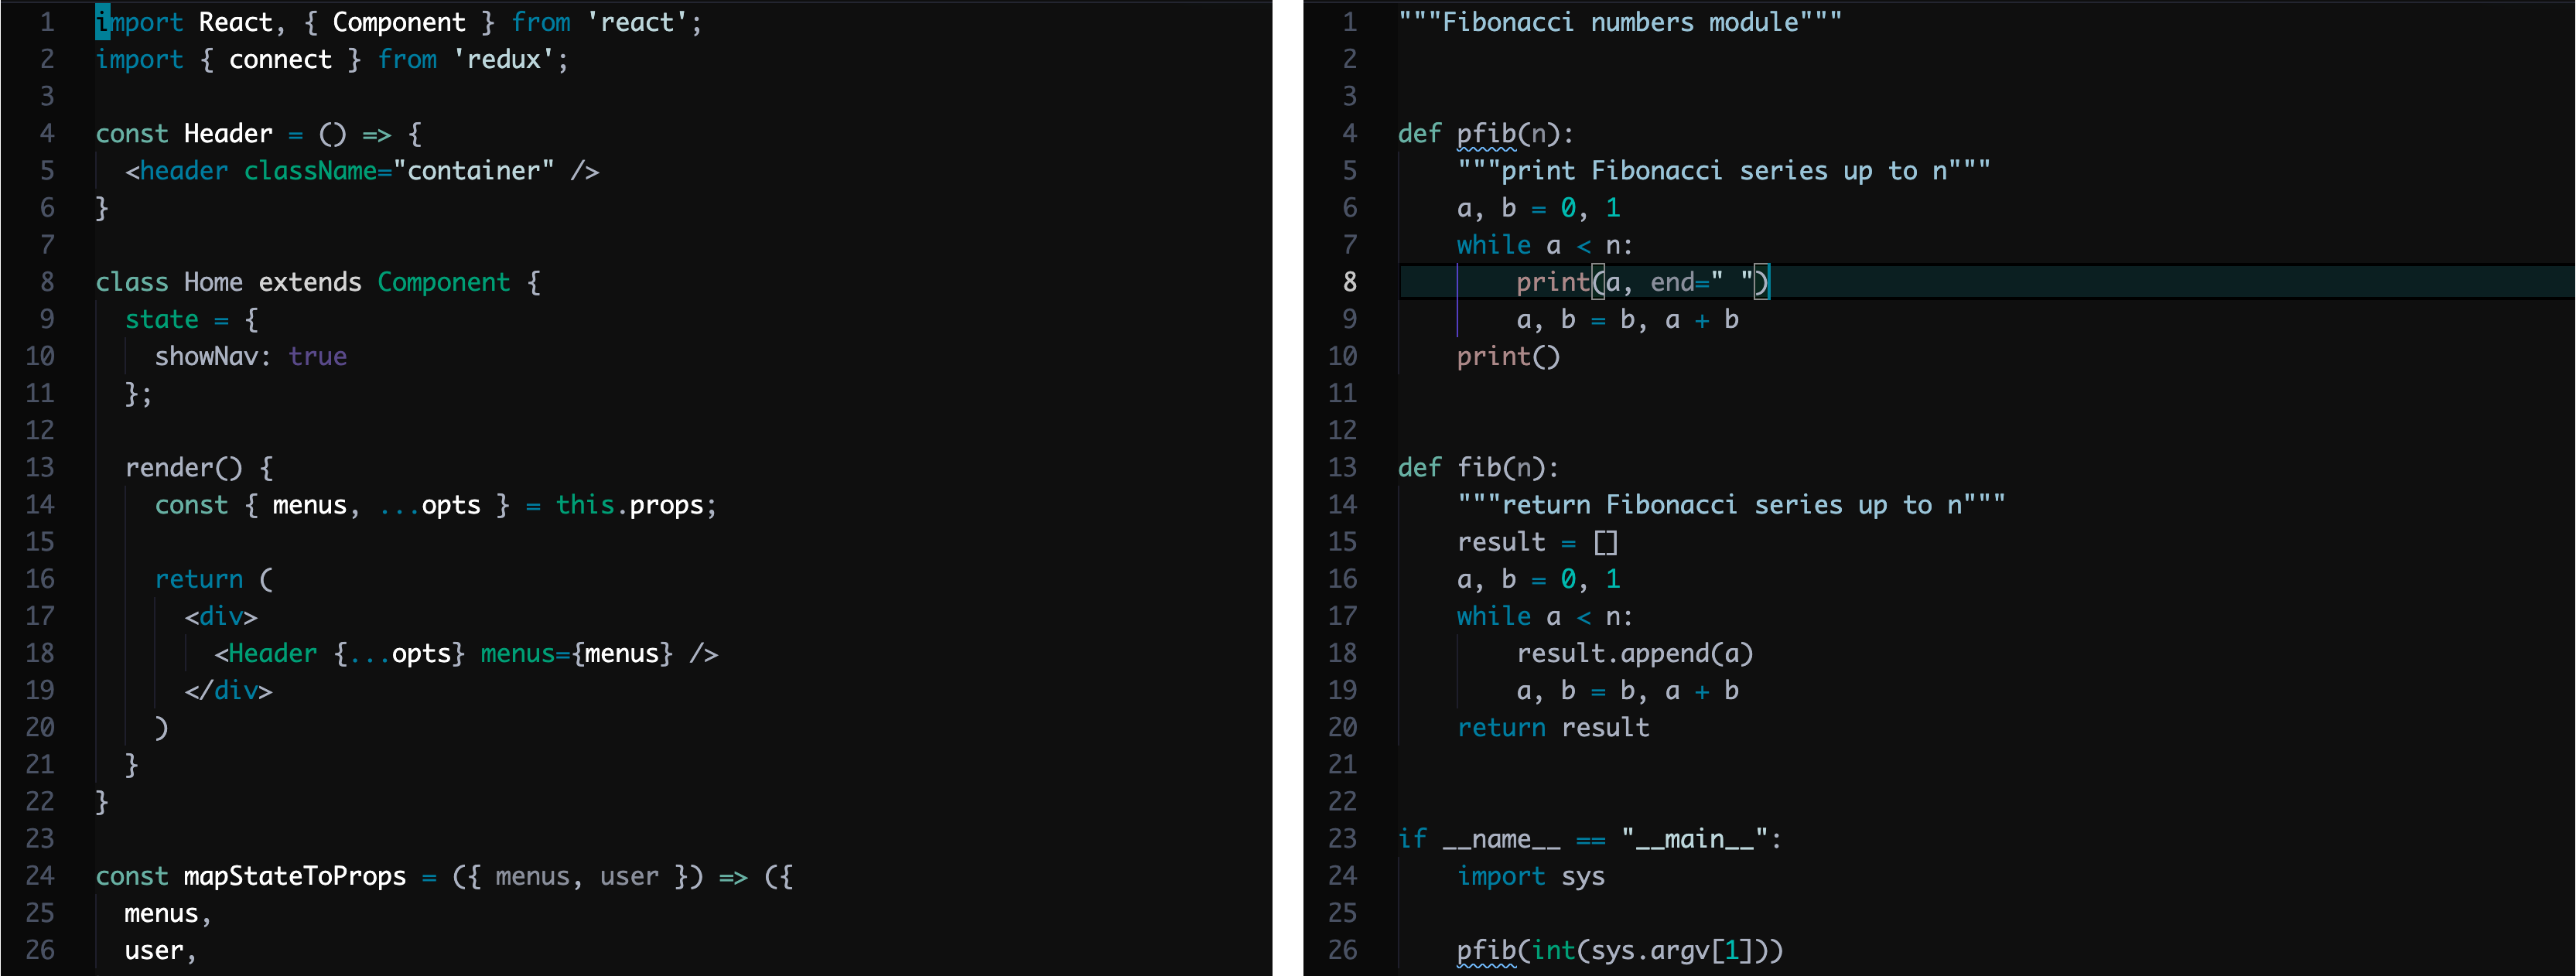 1 import React, { Component } from 'react';
2 import { connect } from 'redux';
3
4 const Header = () => {
5   <header className="container" />
6 }
7
8 class Home extends Component {
9   state = {
10     showNav: true
11   };
12
13   render() {
14     const { menus, ...opts } = this.props;
15
16     return (
17       <div>
18         <Header {...opts} menus={menus} />
19       </div>
20     )
21   }
22 }
23
24 const mapStateToProps = ({ menus, user }) => ({
25   menus,
26   user,
1 """Fibonacci numbers module"""
2
3
4 def pfib(n):
5     """print Fibonacci series up to n"""
6     a, b = 0, 1
7     while a < n:
8         print(a, end=" ")
9         a, b = b, a + b
10     print()
11
12
13 def fib(n):
14     """return Fibonacci series up to n"""
15     result = []
16     a, b = 0, 1
17     while a < n:
18         result.append(a)
19         a, b = b, a + b
20     return result
21
22
23 if __name__ == "__main__":
24     import sys
25
26     pfib(int(sys.argv[1]))